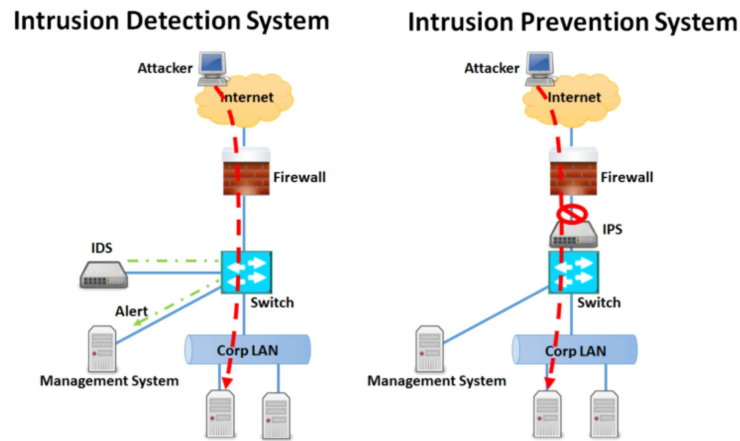 Intrusion Detection System
Attacker
Internet
Firewall
IDS
Switch
Alert
Corp LAN
Management System
Intrusion Prevention System
Attacker
Internet
Firewall
IPS
Switch
Corp LAN
Management System